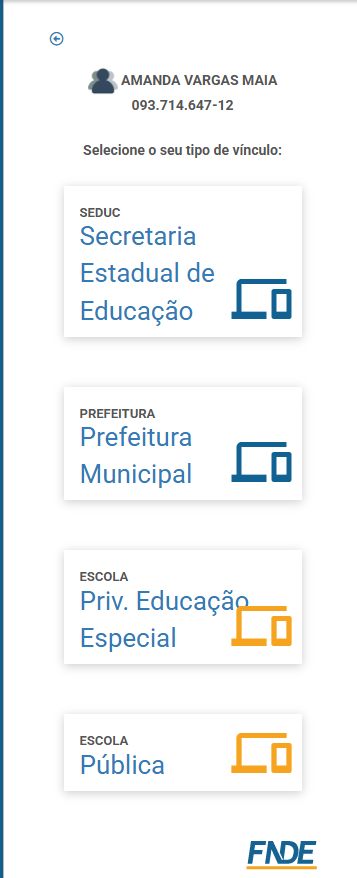 AMANDA VARGAS MAIA
093.714.647-12
Selecione o seu tipo de vínculo:
SEDUC
Secretaria
Estadual de
Educação
PREFEITURA
Prefeitura
Municipal
ESCOLA
Priv. Educação
Especial
ESCOLA
Pública
FNDE